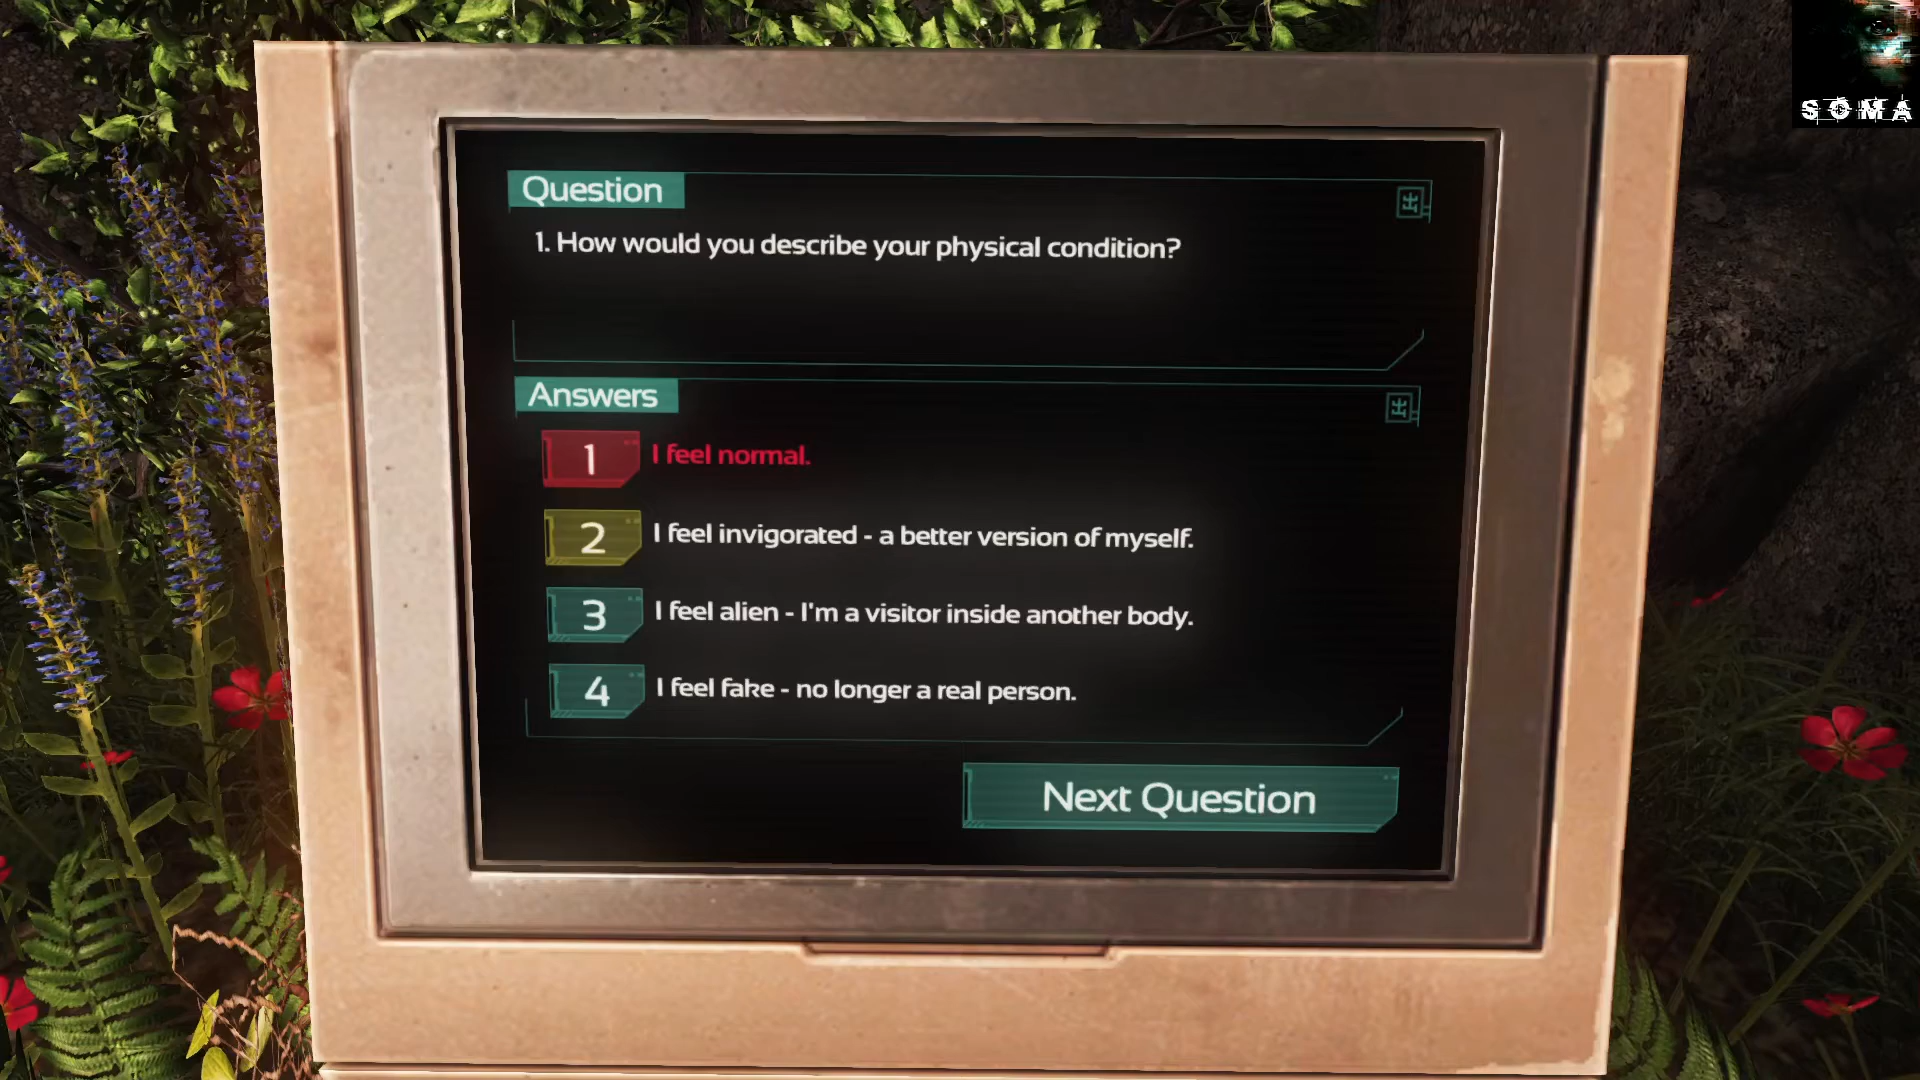 SOMA
Question
1. How would you describe your physical condition?
Answers
1 I feel normal.
2 I feel invigorated - a better version of myself.
3 I feel alien - I'm a visitor inside another body.
4 I feel fake - no longer a real person.
Next Question